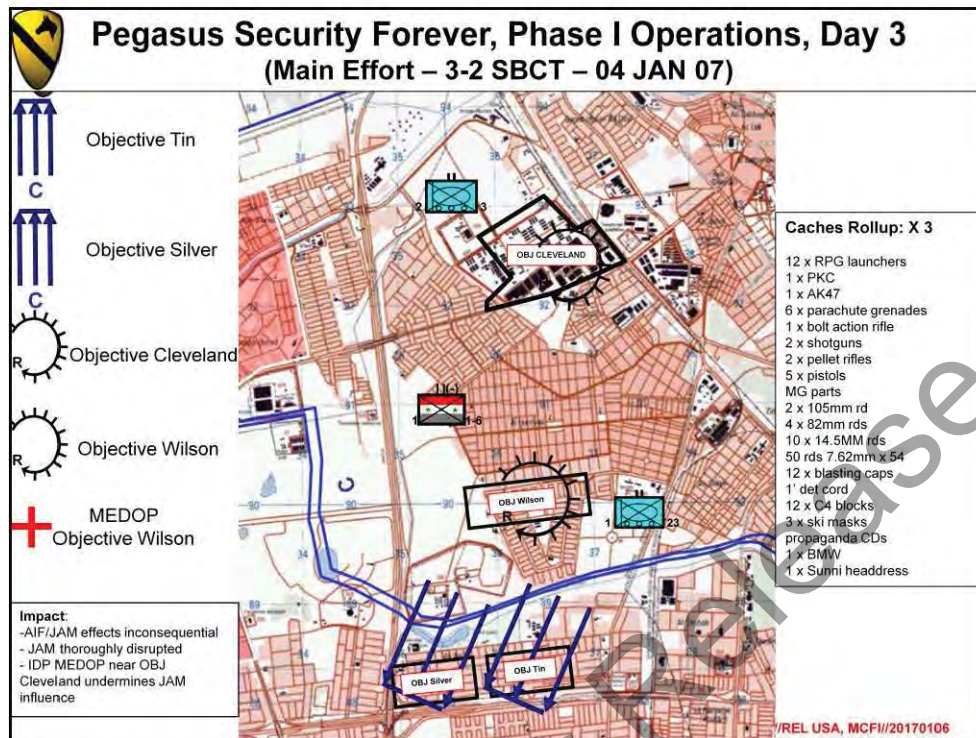 Pegasus Security Forever, Phase I Operations, Day 3
(Main Effort – 3-2 SBCT – 04 JAN 07)
Objective Tin
C
Objective Silver
C
R
Objective Cleveland
R
Objective Wilson
MEDOP
Objective Wilson
Impact:
-AIF/JAM effects inconsequential
- JAM thoroughly disrupted
- IDP MEDOP near OBJ
Cleveland undermines JAM
influence
II
2 3
OBJ CLEVELAND
1 1-6
C
OBJ Wilson
R
1 23
OBJ Silver
OBJ Tin
Caches Rollup: X 3
12 x RPG launchers
1 x PKC
1 x AK47
6 x parachute grenades
1 x bolt action rifle
2 x shotguns
2 x pellet rifles
5 x pistols
MG parts
2 x 105mm rd
4 x 82mm rds
10 x 14.5MM rds
50 rds 7.62mm x 54
12 x blasting caps
1' det cord
12 x C4 blocks
3 x ski masks
propaganda CDs
1 x BMW
1 x Sunni headdress
Release
/REL USA, MCFI//20170106